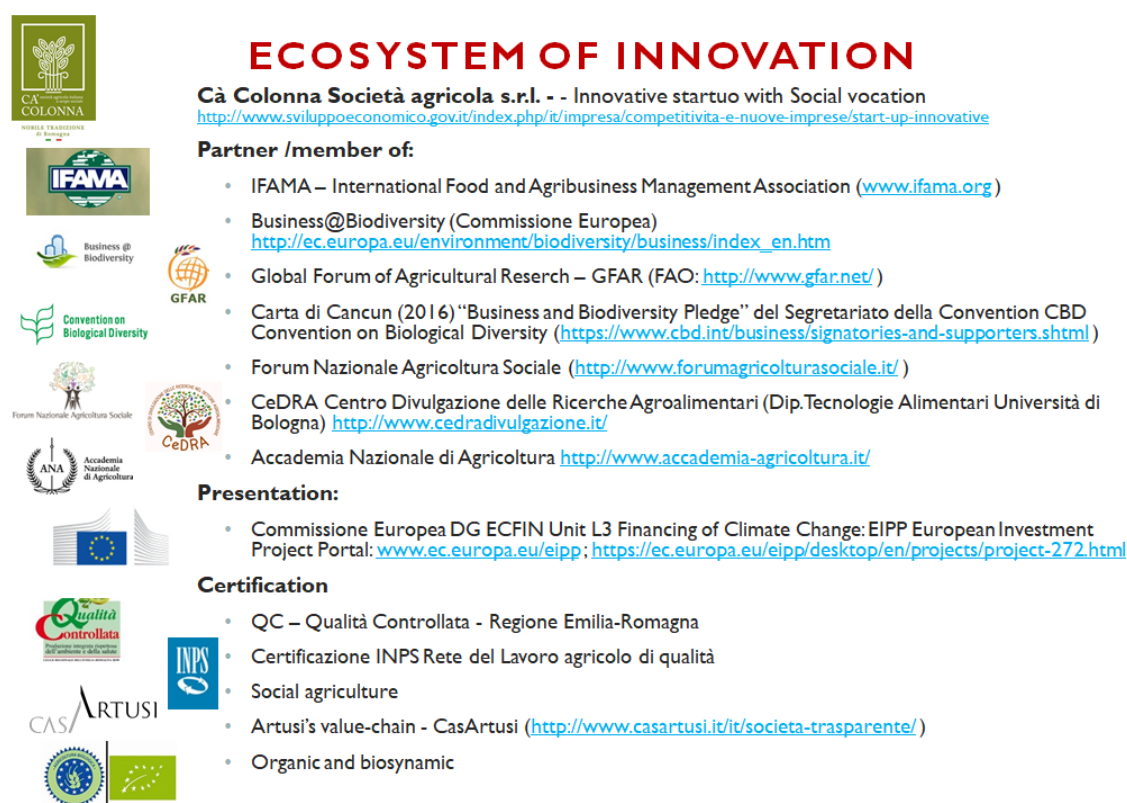 ECOSYSTEM OF INNOVATION
CA'
COLONNA
NOBILE TRADIZIONE
di Romagna
Cà Colonna Società agricola s.r.l. - - Innovative startuo with Social vocation
http://www.sviluppoeconomico.gov.it/index.php/it/impresa/competitivita-e-nuove-imprese/start-up-innovative
Partner /member of:
IFAMA
• IFAMA – International Food and Agribusiness Management Association (www.ifama.org)
Business @
Biodiversity
• Business@Biodiversity (Commissione Europea)
http://ec.europa.eu/environment/biodiversity/business/index_en.htm
GFAR
• Global Forum of Agricultural Reserch – GFAR (FAO: http://www.gfar.net/ )
Convention on
Biological Diversity
• Carta di Cancun (2016) “Business and Biodiversity Pledge” del Segretariato della Convention CBD
Convention on Biological Diversity (https://www.cbd.int/business/signatories-and-supporters.shtml )
Forum Nazionale Agricoltura Sociale
• Forum Nazionale Agricoltura Sociale (http://www.forumagricolturasociale.it/ )
CeDRA
• CeDRA Centro Divulgazione delle Ricerche Agroalimentari (Dip. Tecnologie Alimentari Università di
Bologna) http://www.cedradivulgazione.it/
ANA
Accademia
Nazionale
di Agricoltura
• Accademia Nazionale di Agricoltura http://www.accademia-agricoltura.it/
Presentation:
• Commissione Europea DG ECFIN Unit L3 Financing of Climate Change: EIPP European Investment
Project Portal: www.ec.europa.eu/eipp ; https://ec.europa.eu/eipp/desktop/en/projects/project-272.html
Certification
Qualità
Controllata
• QC – Qualità Controllata - Regione Emilia-Romagna
INPS
• Certificazione INPS Rete del Lavoro agricolo di qualità
• Social agriculture
CASARTUSI
• Artusi’s value-chain - CasArtusi (http://www.casartusi.it/it/societa-trasparente/ )
• Organic and biosynamic